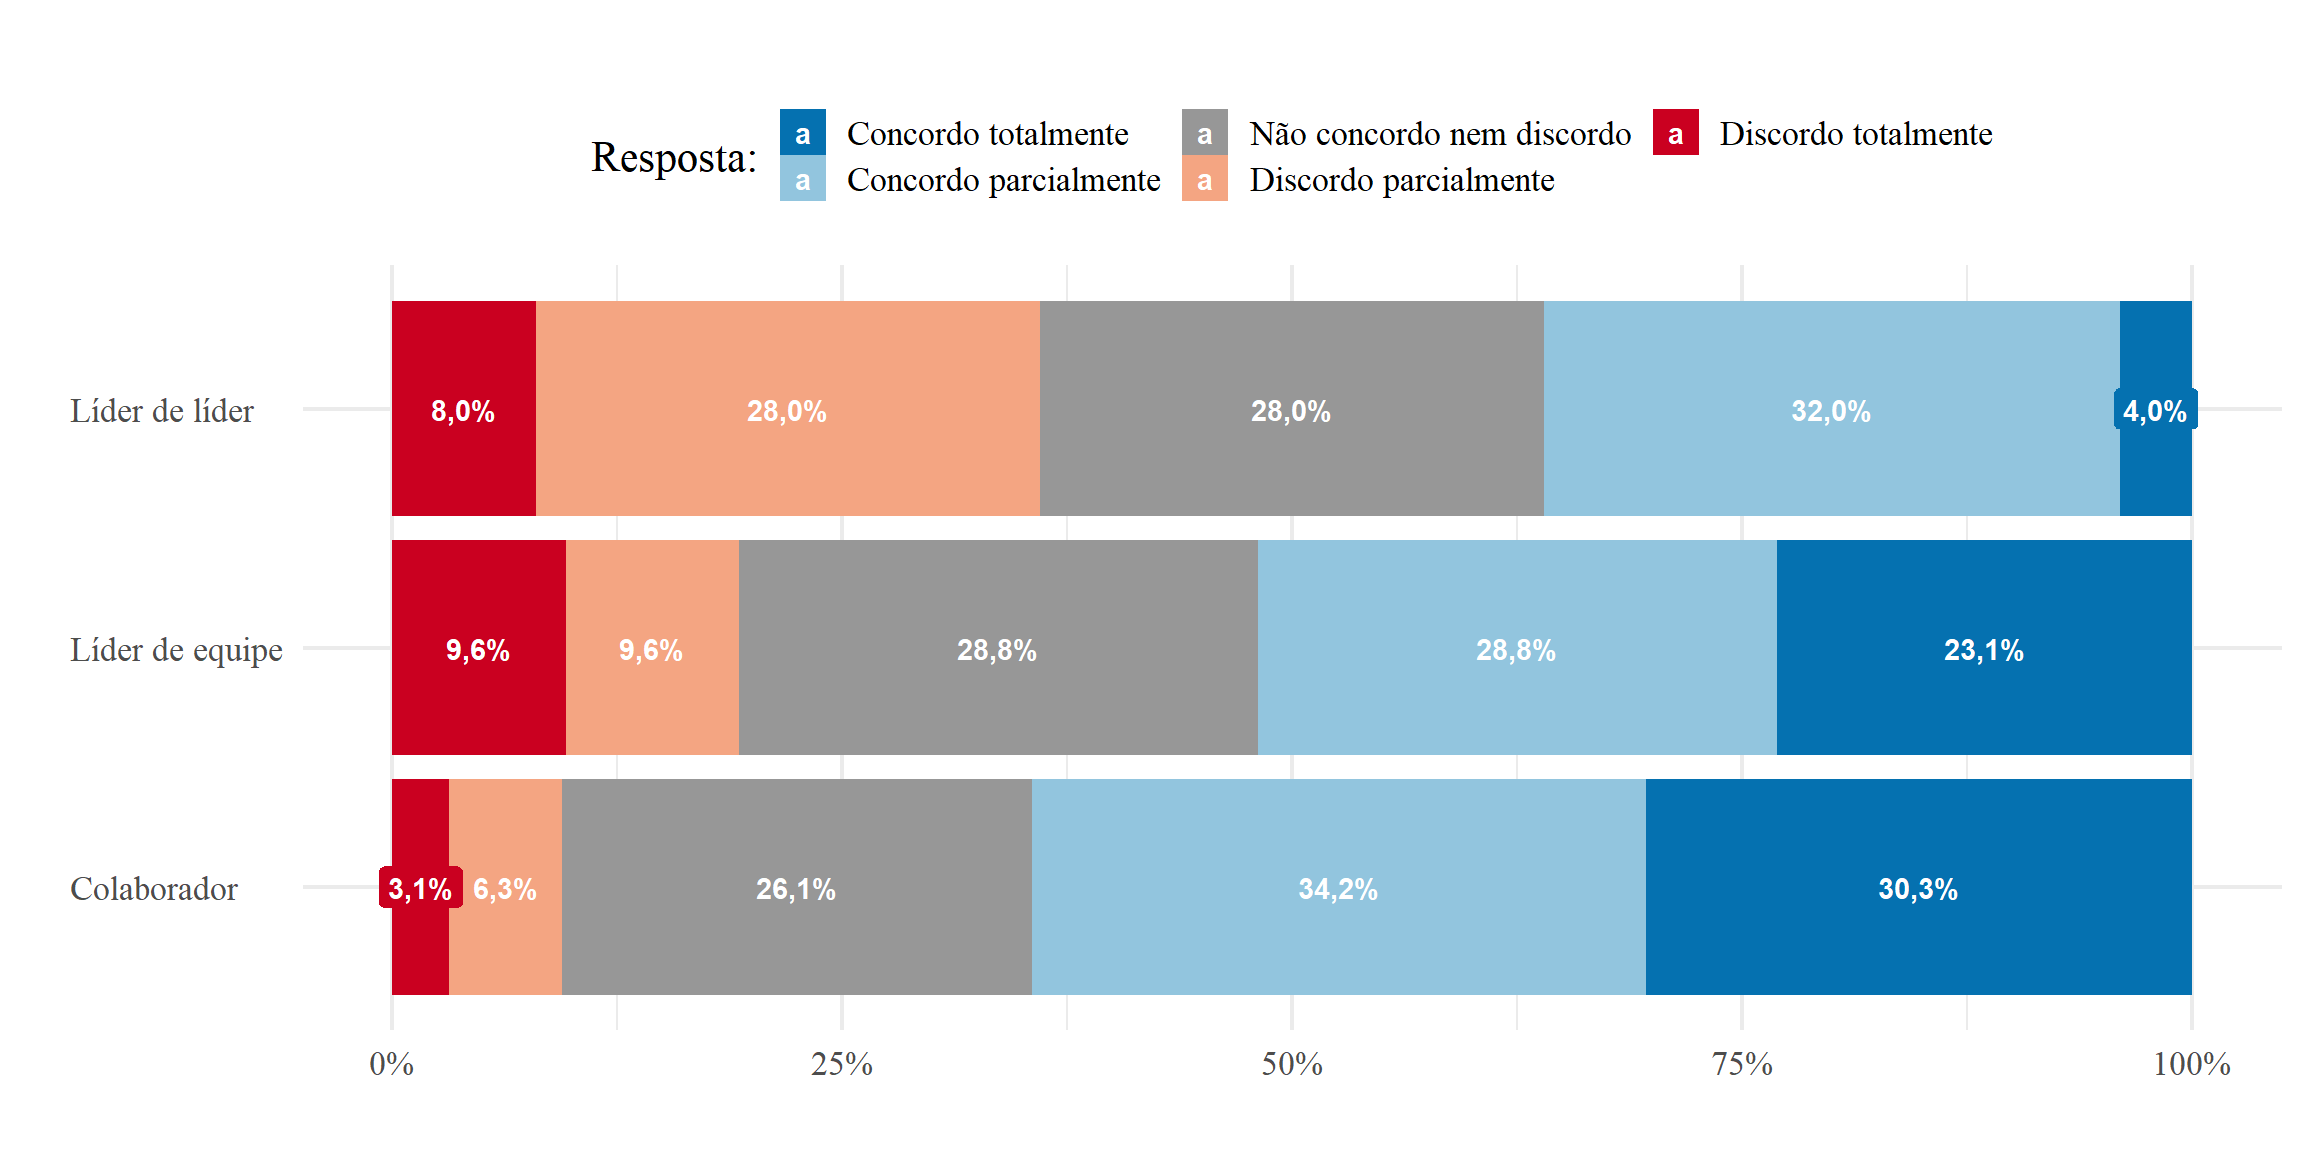 Resposta:
a Concordo totalmente
a Concordo parcialmente
a Não concordo nem discordo
a Discordo parcialmente
a Discordo totalmente
Líder de líder
8,0% 28,0% 28,0% 32,0% 4,0%
Líder de equipe
9,6% 9,6% 28,8% 28,8% 23,1%
Colaborador
3,1% 6,3% 26,1% 34,2% 30,3%
0% 25% 50% 75% 100%